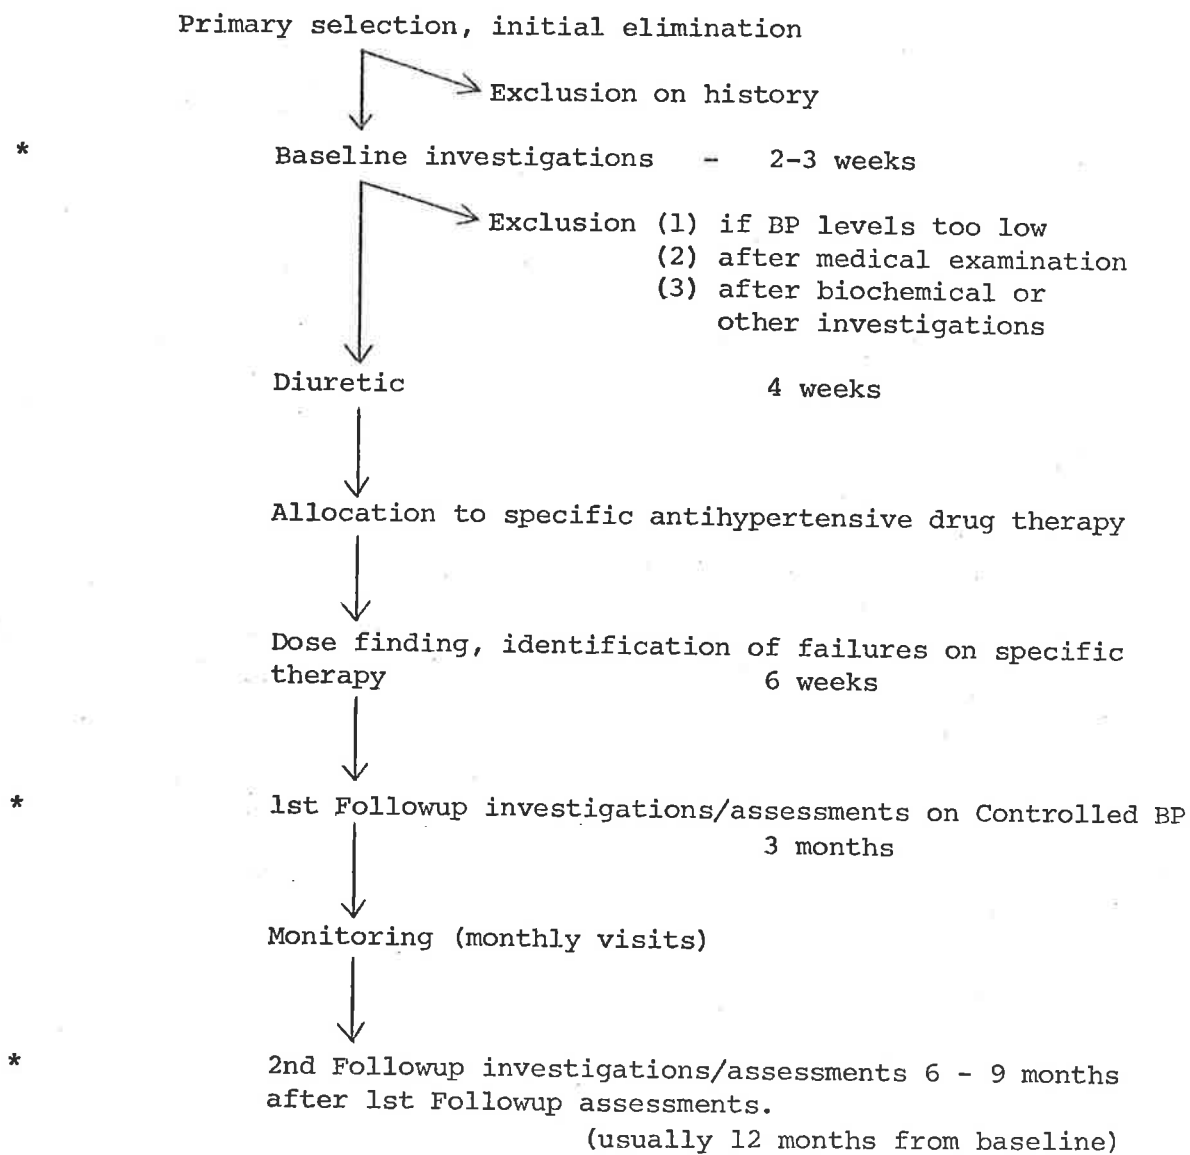 Primary selection, initial elimination
Exclusion on history
* Baseline investigations - 2-3 weeks
Exclusion (1) if BP levels too low
(2) after medical examination
(3) after biochemical or
other investigations
Diuretic 4 weeks
Allocation to specific antihypertensive drug therapy
Dose finding, identification of failures on specific
therapy 6 weeks
* 1st Followup investigations/assessments on Controlled BP
3 months
Monitoring (monthly visits)
* 2nd Followup investigations/assessments 6 - 9 months
after 1st Followup assessments.
(usually 12 months from baseline)